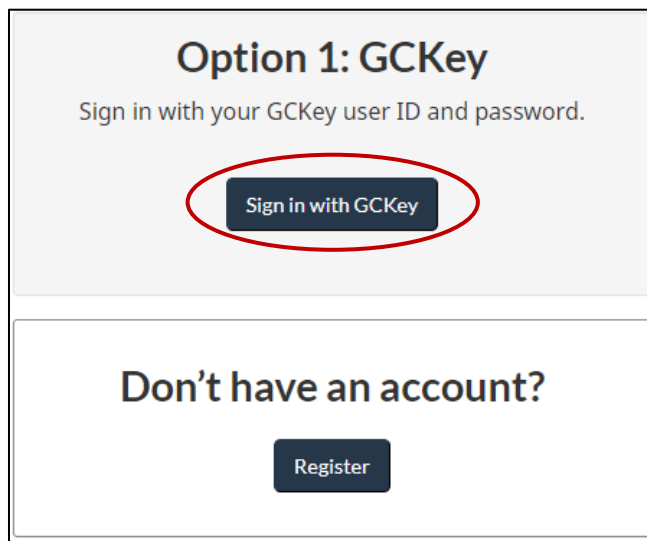 Option 1: GCKey
Sign in with your GCKey user ID and password.
Sign in with GCKey
Don’t have an account?
Register